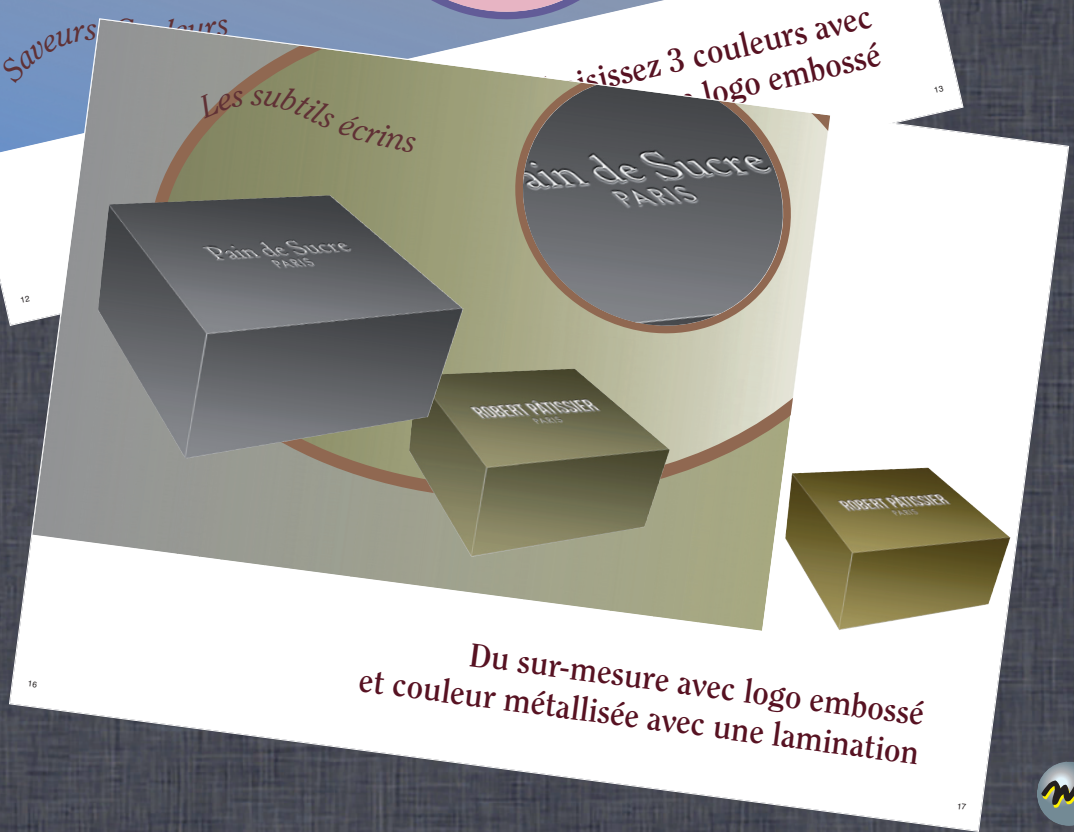 Saveurs
isissez 3 couleurs avec
logo embossé
13
12
Les subtils écrins
ain de Sucre
PARIS
Pain de Sucre
PARIS
ROBERT PÂTISSIER
PARIS
ROBERT PÂTISSIER
PARIS
Du sur-mesure avec logo embossé
et couleur métallisée avec une lamination
16
17